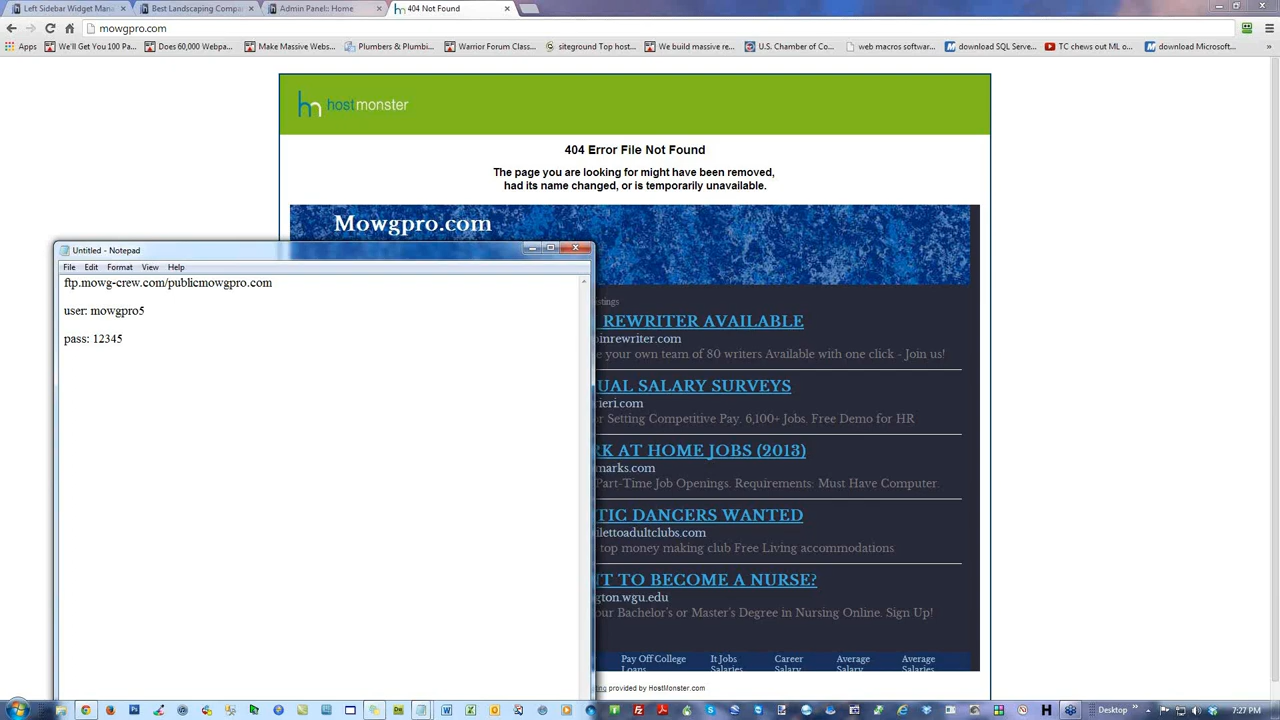 Left Sidebar Widget Man
Best Landscaping Compa
Admin Panel:: Home
404 Not Found
mowgpro.com
Apps
We'll Get You 100 Pa...
Does 60,000 Webpa...
Make Massive Webs...
Plumbers & Plumbi...
Warrior Forum Class...
siteground Top host...
We build massive re...
U.S. Chamber of Co...
web macros softwar...
download SQL Serve...
TC chews out ML o...
download Microsoft...
hostmonster
404 Error File Not Found
The page you are looking for might have been removed,
had its name changed, or is temporarily unavailable.
Mowgpro.com
Untitled - Notepad
File Edit Format View Help
ftp.mowg-crew.com/publicmowgpro.com
user: mowgpro5
pass: 12345
REWRITER AVAILABLE
e your own team of 80 writers Available with one click - Join us!
UAL SALARY SURVEYS
ieri.com
or Setting Competitive Pay. 6,100+ Jobs. Free Demo for HR
RK AT HOME JOBS (2013)
marks.com
Part-Time Job Openings. Requirements: Must Have Computer.
TIC DANCERS WANTED
ilettoadultclubs.com
top money making club Free Living accommodations
NT TO BECOME A NURSE?
gton.wgu.edu
our Bachelor's or Master's Degree in Nursing Online. Sign Up!
Pay Off College It Jobs Career Average Average
Loans Salaries Salary Salary Salaries
provided by HostMonster.com
Desktop
7:27 PM